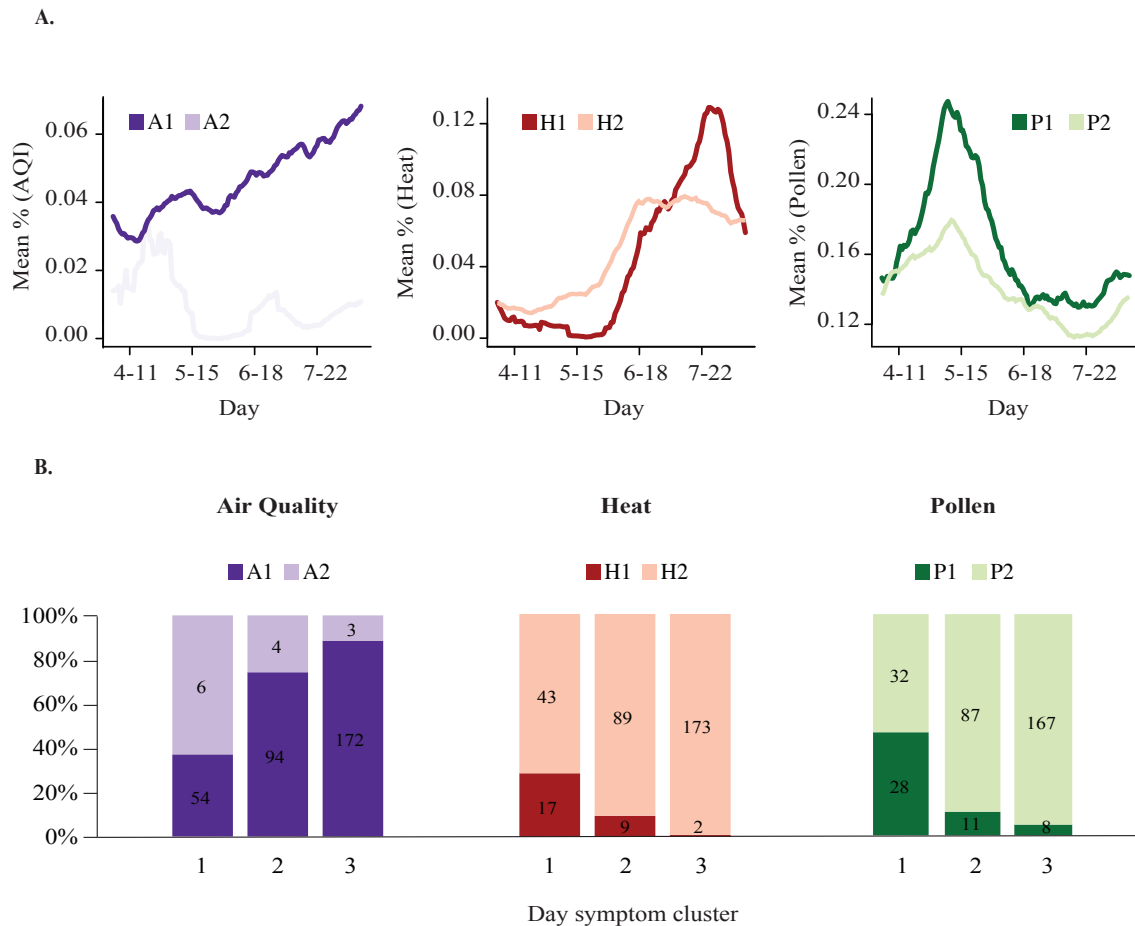 A.
A1 A2
H1 H2
P1 P2
Mean % (AQI)
0.06
0.04
0.02
0.00
4-11 5-15 6-18 7-22
Day
Mean % (Heat)
0.12
0.08
0.04
0.00
4-11 5-15 6-18 7-22
Day
Mean % (Pollen)
0.24
0.20
0.16
0.12
4-11 5-15 6-18 7-22
Day
B.
Air Quality
Heat
Pollen
A1 A2
H1 H2
P1 P2
100%
80%
60%
40%
20%
0%
6 4 3
54 94 172
1 2 3
43 89 173
17 9 2
1 2 3
32 87 167
28 11 8
1 2 3
Day symptom cluster